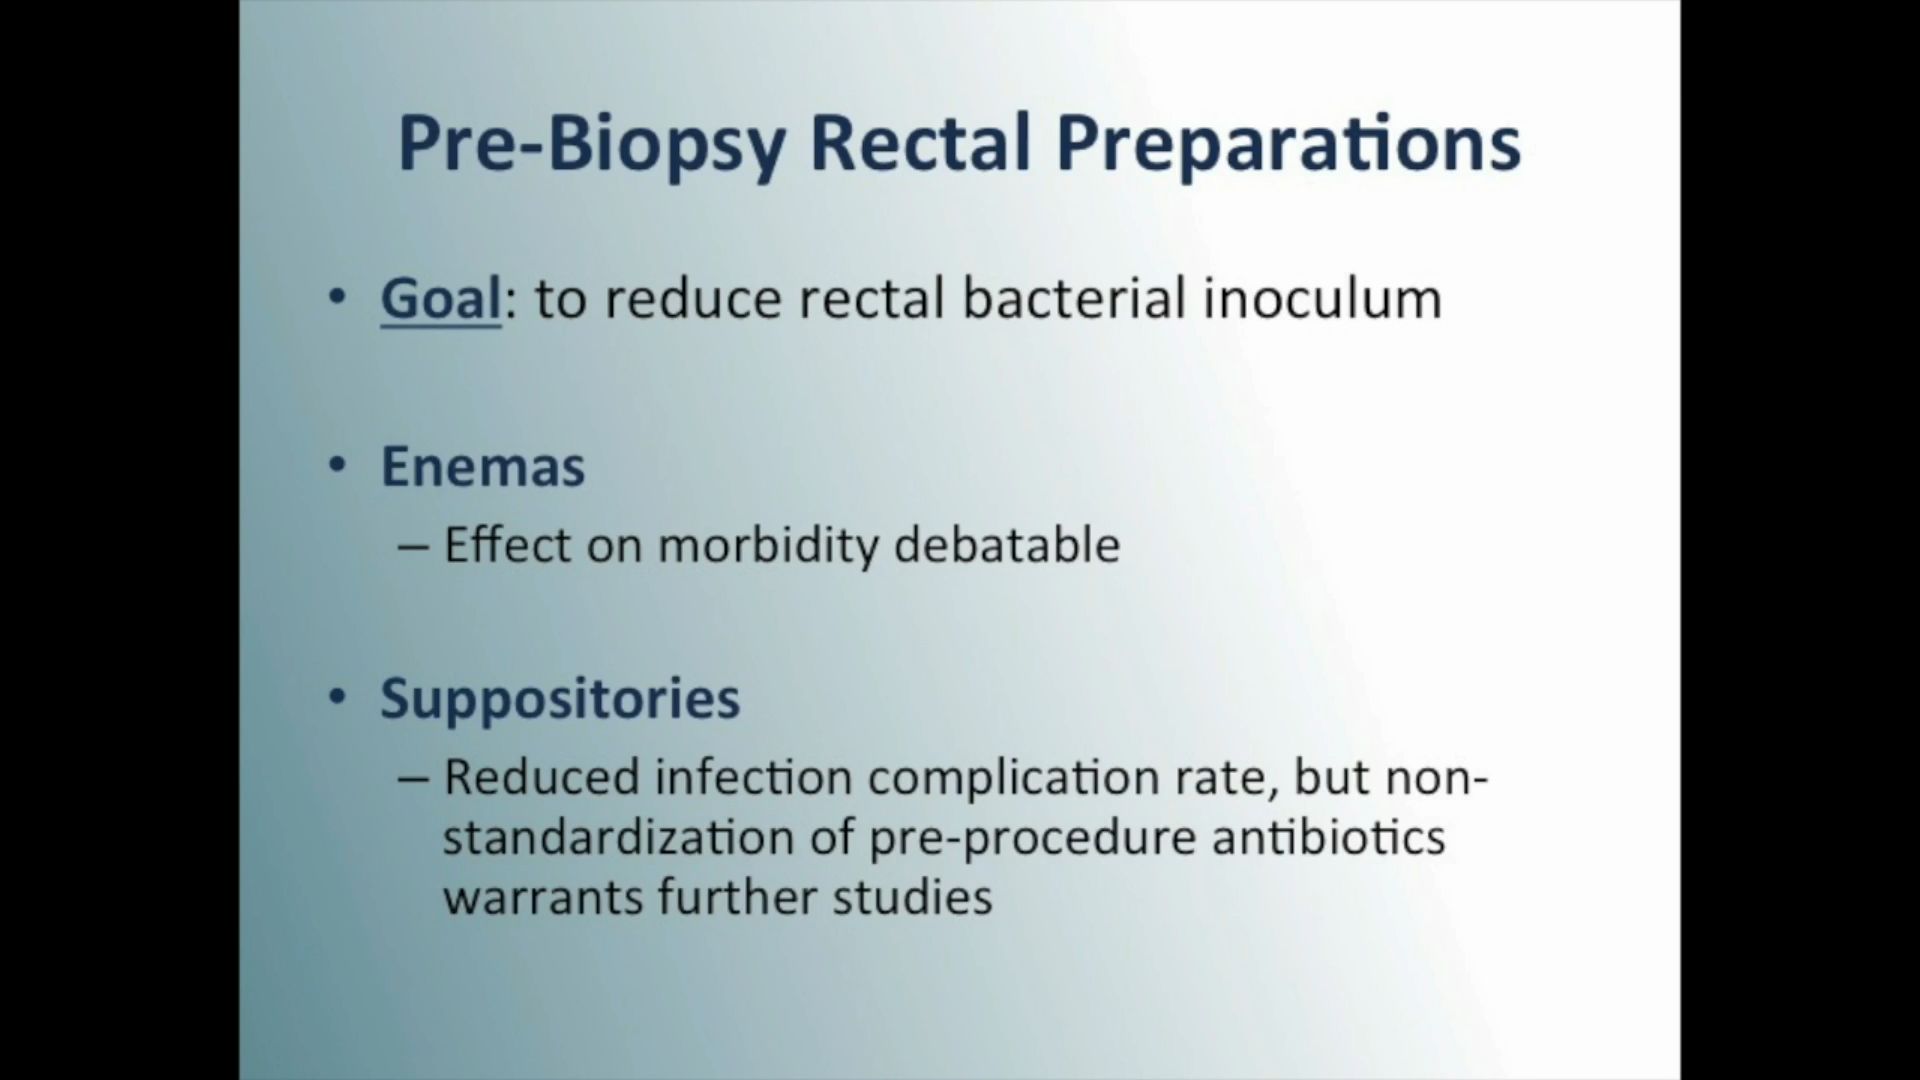 Pre-Biopsy Rectal Preparations
• Goal: to reduce rectal bacterial inoculum
• Enemas
– Effect on morbidity debatable
• Suppositories
– Reduced infection complication rate, but non-
standardization of pre-procedure antibiotics
warrants further studies